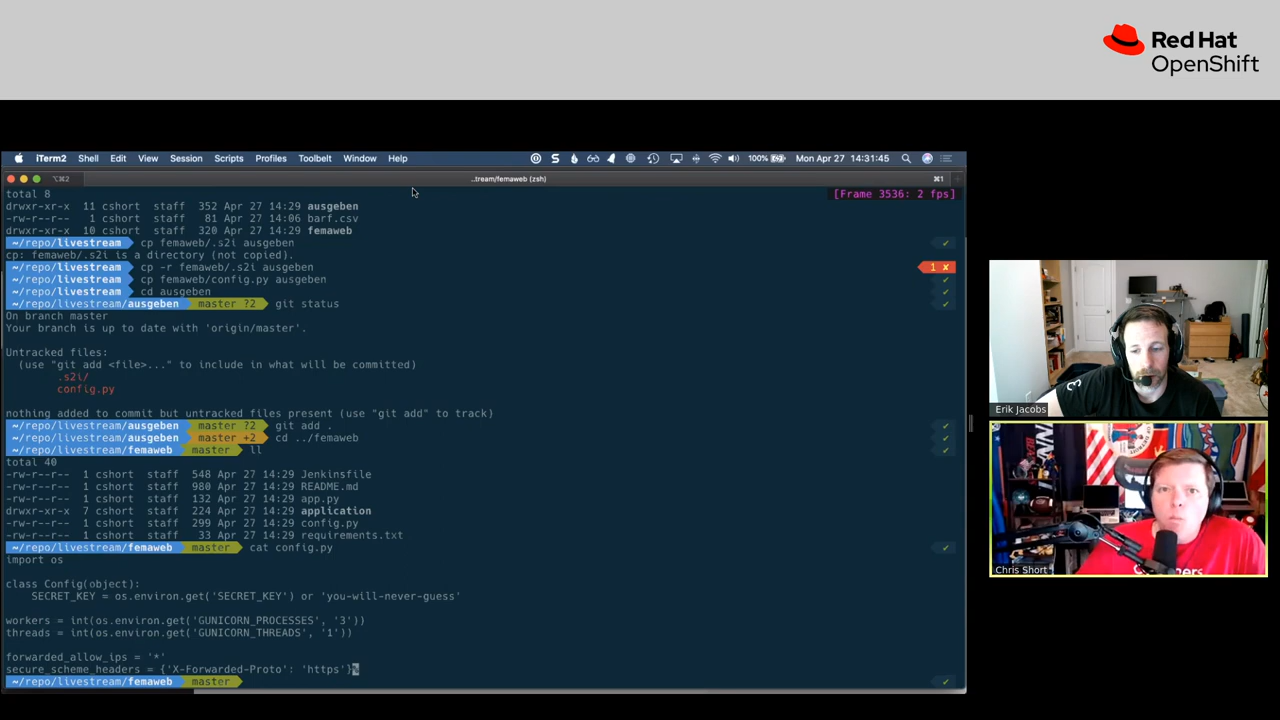 Red Hat
OpenShift
iTerm2 Shell Edit View Session Scripts Profiles Toolbelt Window Help 100% Mon Apr 27 14:31:45
⌥⌘2 ..tream/femaweb (zsh) ⌘1
total 8 [Frame 3536: 2 fps]
drwxr-xr-x 11 cshort staff 352 Apr 27 14:29 ausgeben
-rw-r--r-- 1 cshort staff 81 Apr 27 14:06 barf.csv
drwxr-xr-x 10 cshort staff 320 Apr 27 14:29 femaweb
~/repo/livestream cp femaweb/.s2i ausgeben ✔
cp: femaweb/.s2i is a directory (not copied).
~/repo/livestream cp -r femaweb/.s2i ausgeben 1 ✘
~/repo/livestream cp femaweb/config.py ausgeben ✔
~/repo/livestream cd ausgeben ✔
~/repo/livestream/ausgeben master ?2 git status ✔
On branch master
Your branch is up to date with 'origin/master'.
Untracked files:
(use "git add <file>..." to include in what will be committed)
.s2i/
config.py
nothing added to commit but untracked files present (use "git add" to track)
~/repo/livestream/ausgeben master ?2 git add . ✔
~/repo/livestream/ausgeben master +2 cd ../femaweb ✔
~/repo/livestream/femaweb master ll ✔
total 40
-rw-r--r-- 1 cshort staff 548 Apr 27 14:29 Jenkinsfile
-rw-r--r-- 1 cshort staff 980 Apr 27 14:29 README.md
-rw-r--r-- 1 cshort staff 132 Apr 27 14:29 app.py
drwxr-xr-x 7 cshort staff 224 Apr 27 14:29 application
-rw-r--r-- 1 cshort staff 299 Apr 27 14:29 config.py
-rw-r--r-- 1 cshort staff 33 Apr 27 14:29 requirements.txt
~/repo/livestream/femaweb master cat config.py ✔
import os
class Config(object):
SECRET_KEY = os.environ.get('SECRET_KEY') or 'you-will-never-guess'
workers = int(os.environ.get('GUNICORN_PROCESSES', '3'))
threads = int(os.environ.get('GUNICORN_THREADS', '1'))
forwarded_allow_ips = '*'
secure_scheme_headers = {'X-Forwarded-Proto': 'https'}%
~/repo/livestream/femaweb master ✔
Erik Jacobs
Chris Short